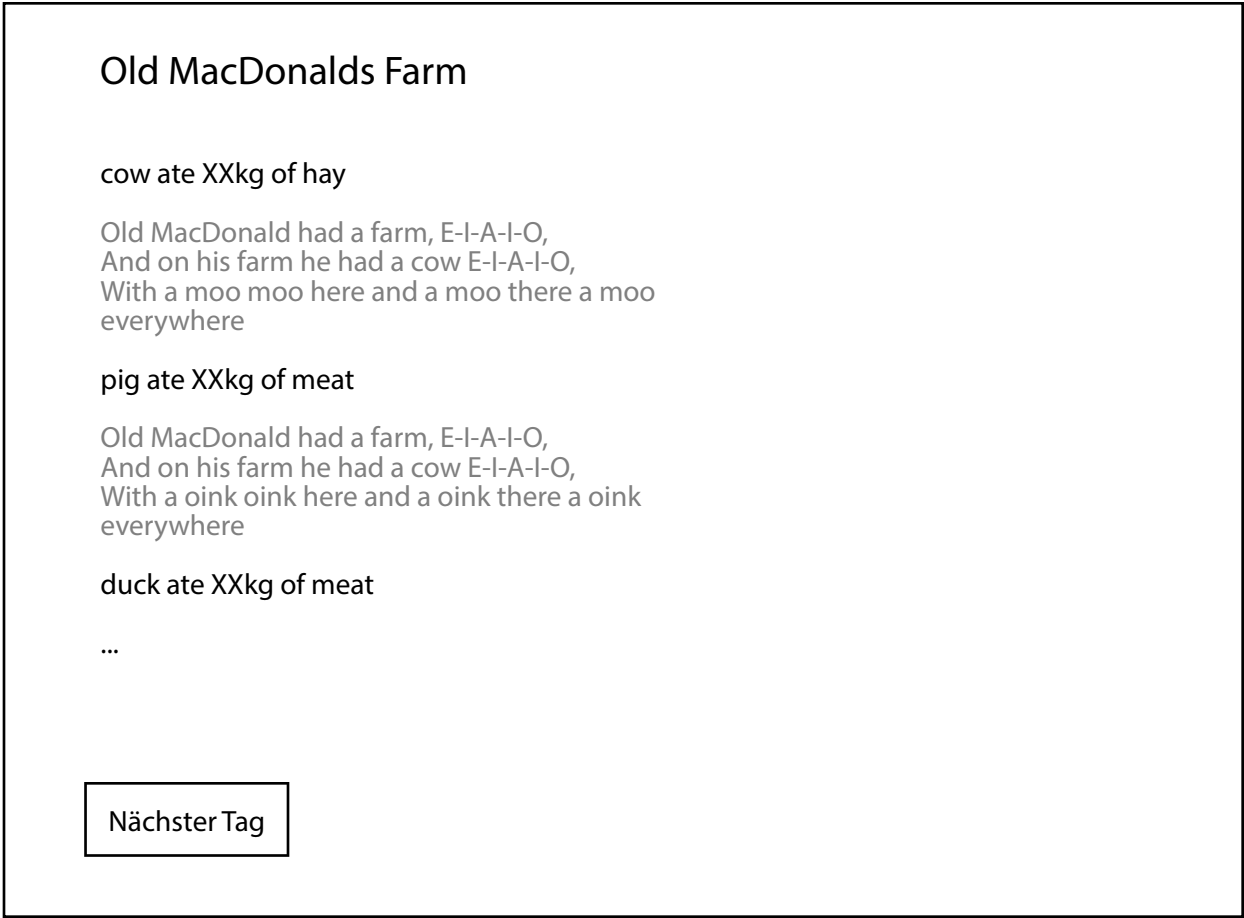 Old MacDonalds Farm
cow ate XXkg of hay
Old MacDonald had a farm, E-I-A-I-O,
And on his farm he had a cow E-I-A-I-O,
With a moo moo here and a moo there a moo
everywhere
pig ate XXkg of meat
Old MacDonald had a farm, E-I-A-I-O,
And on his farm he had a cow E-I-A-I-O,
With a oink oink here and a oink there a oink
everywhere
duck ate XXkg of meat
...
Nächster Tag